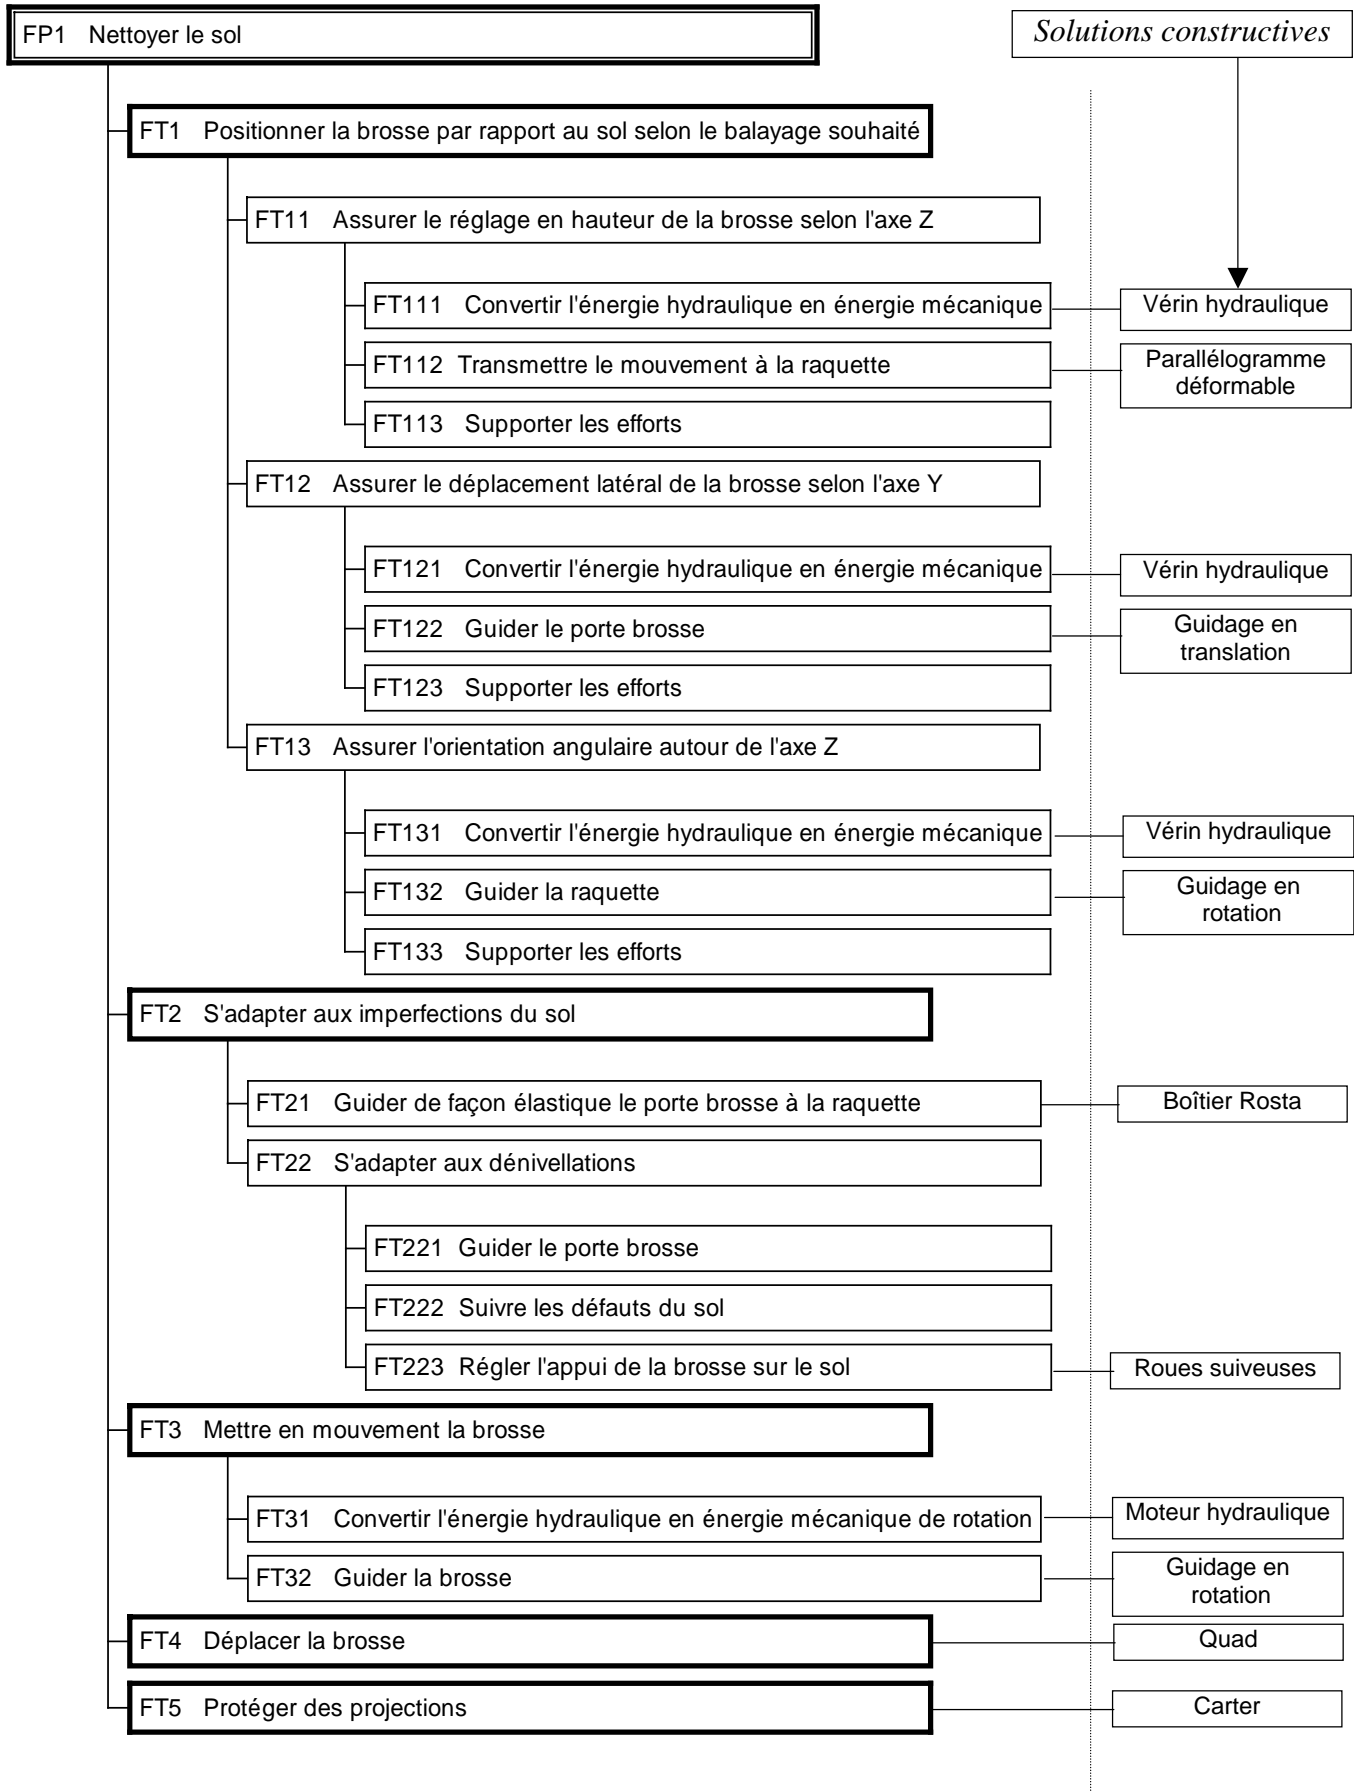 FP1 Nettoyer le sol
Solutions constructives
FT1 Positionner la brosse par rapport au sol selon le balayage souhaité
FT11 Assurer le réglage en hauteur de la brosse selon l'axe Z
FT111 Convertir l'énergie hydraulique en énergie mécanique
Vérin hydraulique
FT112 Transmettre le mouvement à la raquette
Parallélogramme
déformable
FT113 Supporter les efforts
FT12 Assurer le déplacement latéral de la brosse selon l'axe Y
FT121 Convertir l'énergie hydraulique en énergie mécanique
Vérin hydraulique
FT122 Guider le porte brosse
Guidage en
translation
FT123 Supporter les efforts
FT13 Assurer l'orientation angulaire autour de l'axe Z
FT131 Convertir l'énergie hydraulique en énergie mécanique
Vérin hydraulique
FT132 Guider la raquette
Guidage en
rotation
FT133 Supporter les efforts
FT2 S'adapter aux imperfections du sol
FT21 Guider de façon élastique le porte brosse à la raquette
Boîtier Rosta
FT22 S'adapter aux dénivellations
FT221 Guider le porte brosse
FT222 Suivre les défauts du sol
FT223 Régler l'appui de la brosse sur le sol
Roues suiveuses
FT3 Mettre en mouvement la brosse
FT31 Convertir l'énergie hydraulique en énergie mécanique de rotation
Moteur hydraulique
FT32 Guider la brosse
Guidage en
rotation
FT4 Déplacer la brosse
Quad
FT5 Protéger des projections
Carter